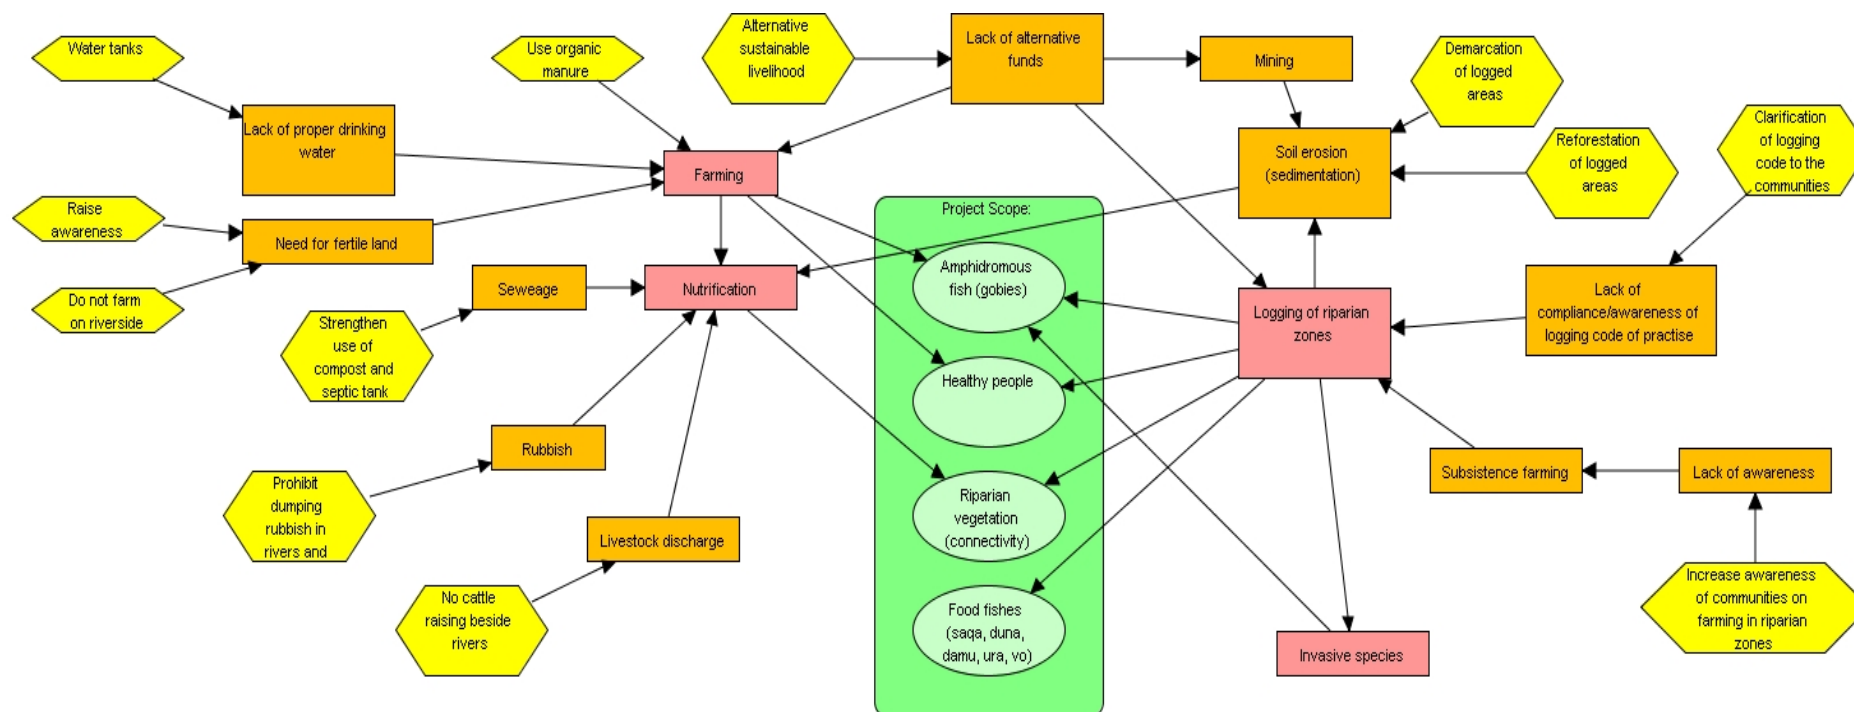 Water tanks
Use organic
manure
Alternative
sustainable
livelihood
Lack of alternative
funds
Mining
Demarcation
of logged
areas
Lack of proper drinking
water
Farming
Soil erosion
(sedimentation)
Reforestation
of logged
areas
Clarification
of logging
code to the
communities
Raise
awareness
Need for fertile land
Project Scope:
Do not farm
on riverside
Seweage
Nutrification
Amphidromous
fish (gobies)
Logging of riparian
zones
Lack of
compliance/awareness of
logging code of practise
Strengthen
use of
compost and
septic tank
Healthy people
Rubbish
Subsistence farming
Lack of awareness
Prohibit
dumping
rubbish in
rivers and
Livestock discharge
Riparian
vegetation
(connectivity)
No cattle
raising beside
rivers
Food fishes
(saqa, duna,
damu, ura, vo)
Invasive species
Increase awareness
of communities on
farming in riparian
zones